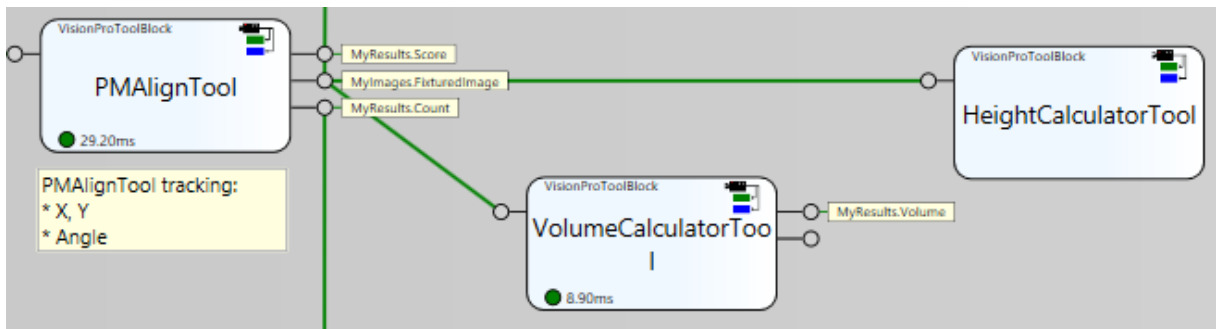 VisionProToolBlock
PMAlignTool
29.20ms
MyResults.Score
MyImages.FixturedImage
MyResults.Count
PMAlignTool tracking:
* X, Y
* Angle
VisionProToolBlock
VolumeCalculatorToo
l
8.90ms
MyResults.Volume
VisionProToolBlock
HeightCalculatorTool